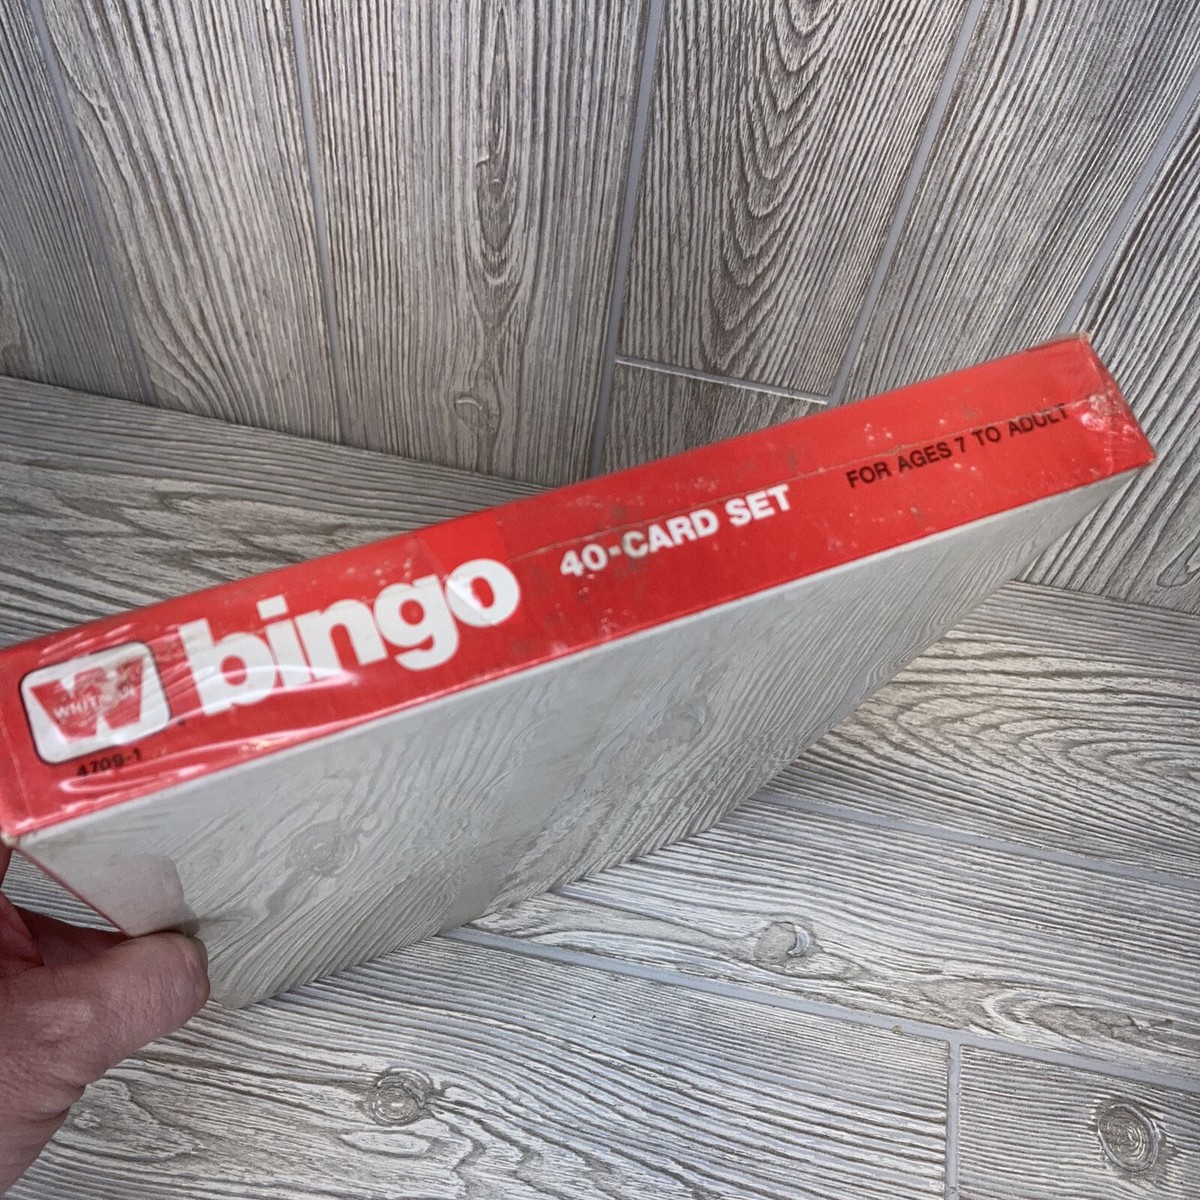 WHITMAN
4709-1
bingo
40-CARD SET
FOR AGES 7 TO ADULT